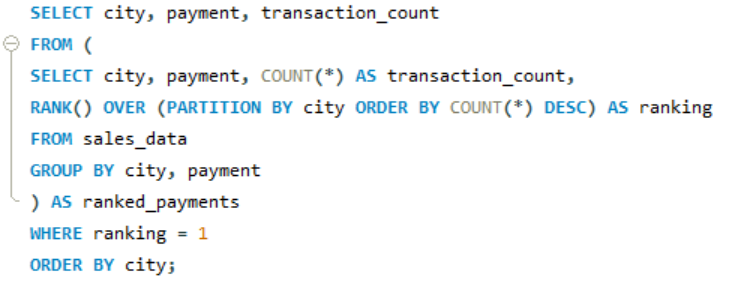 SELECT city, payment, transaction_count
FROM (
SELECT city, payment, COUNT(*) AS transaction_count,
RANK() OVER (PARTITION BY city ORDER BY COUNT(*) DESC) AS ranking
FROM sales_data
GROUP BY city, payment
) AS ranked_payments
WHERE ranking = 1
ORDER BY city;